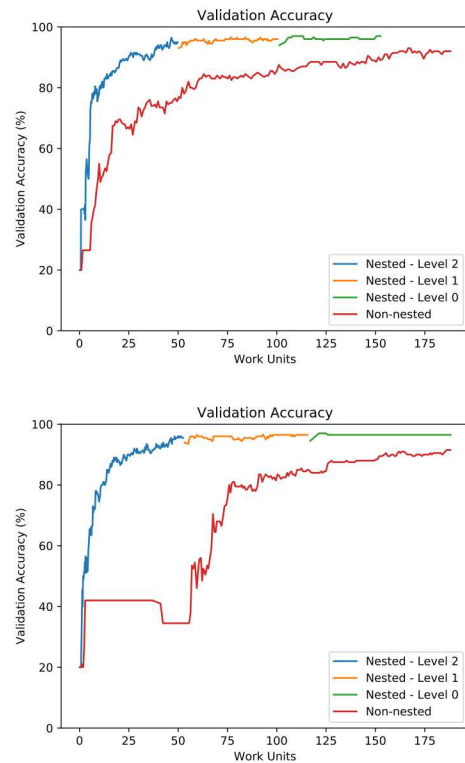 Validation Accuracy
100
80
60
40
20
0
Validation Accuracy (%)
0 25 50 75 100 125 150 175
Work Units
Nested - Level 2
Nested - Level 1
Nested - Level 0
Non-nested
Validation Accuracy
100
80
60
40
20
0
Validation Accuracy (%)
0 25 50 75 100 125 150 175
Work Units
Nested - Level 2
Nested - Level 1
Nested - Level 0
Non-nested